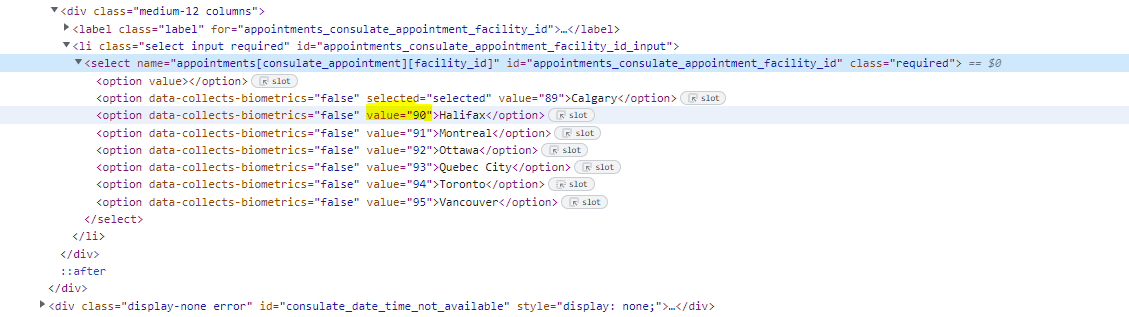 ▼<div class="medium-12 columns">
▶<label class="label" for="appointments_consulate_appointment_facility_id">…</label>
▼<li class="select input required" id="appointments_consulate_appointment_facility_id_input">
▼<select name="appointments[consulate_appointment][facility_id]" id="appointments_consulate_appointment_facility_id" class="required"> == $0
<option value></option> slot
<option data-collects-biometrics="false" selected="selected" value="89">Calgary</option> slot
<option data-collects-biometrics="false" value="90">Halifax</option> slot
<option data-collects-biometrics="false" value="91">Montreal</option> slot
<option data-collects-biometrics="false" value="92">Ottawa</option> slot
<option data-collects-biometrics="false" value="93">Quebec City</option> slot
<option data-collects-biometrics="false" value="94">Toronto</option> slot
<option data-collects-biometrics="false" value="95">Vancouver</option> slot
</select>
</li>
</div>
::after
</div>
▶<div class="display-none error" id="consulate_date_time_not_available" style="display: none;">…</div>